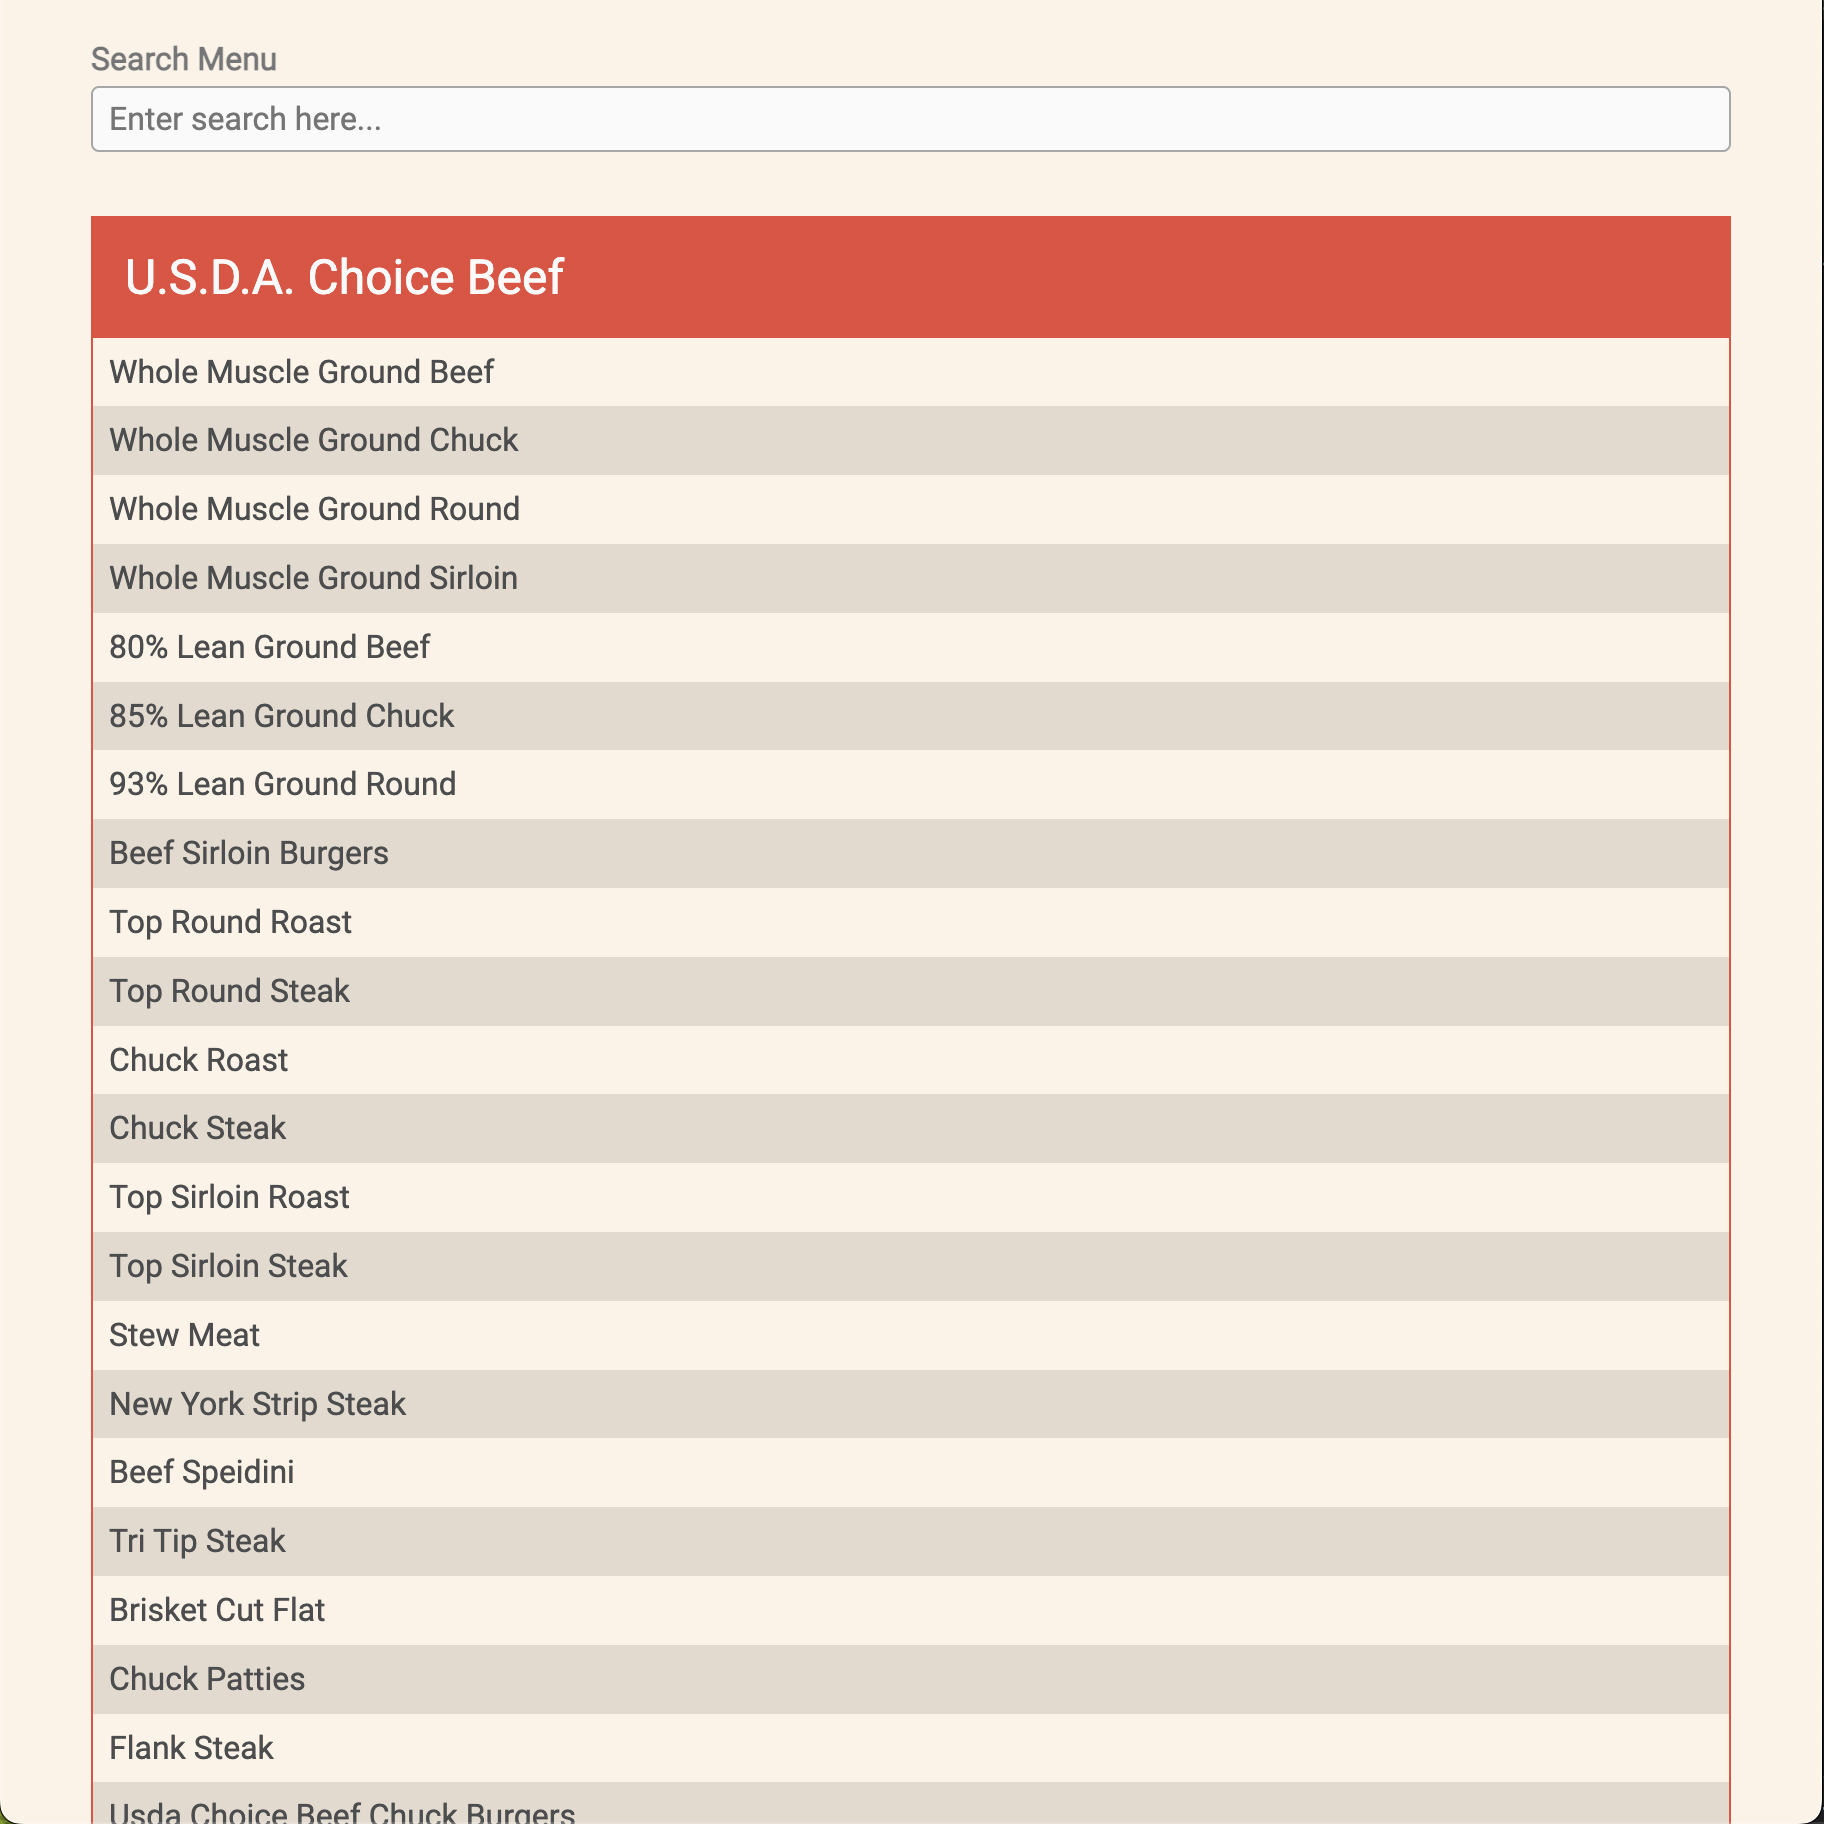 Search Menu
Enter search here...
U.S.D.A. Choice Beef
Whole Muscle Ground Beef
Whole Muscle Ground Chuck
Whole Muscle Ground Round
Whole Muscle Ground Sirloin
80% Lean Ground Beef
85% Lean Ground Chuck
93% Lean Ground Round
Beef Sirloin Burgers
Top Round Roast
Top Round Steak
Chuck Roast
Chuck Steak
Top Sirloin Roast
Top Sirloin Steak
Stew Meat
New York Strip Steak
Beef Speidini
Tri Tip Steak
Brisket Cut Flat
Chuck Patties
Flank Steak
Usda Choice Beef Chuck Burgers